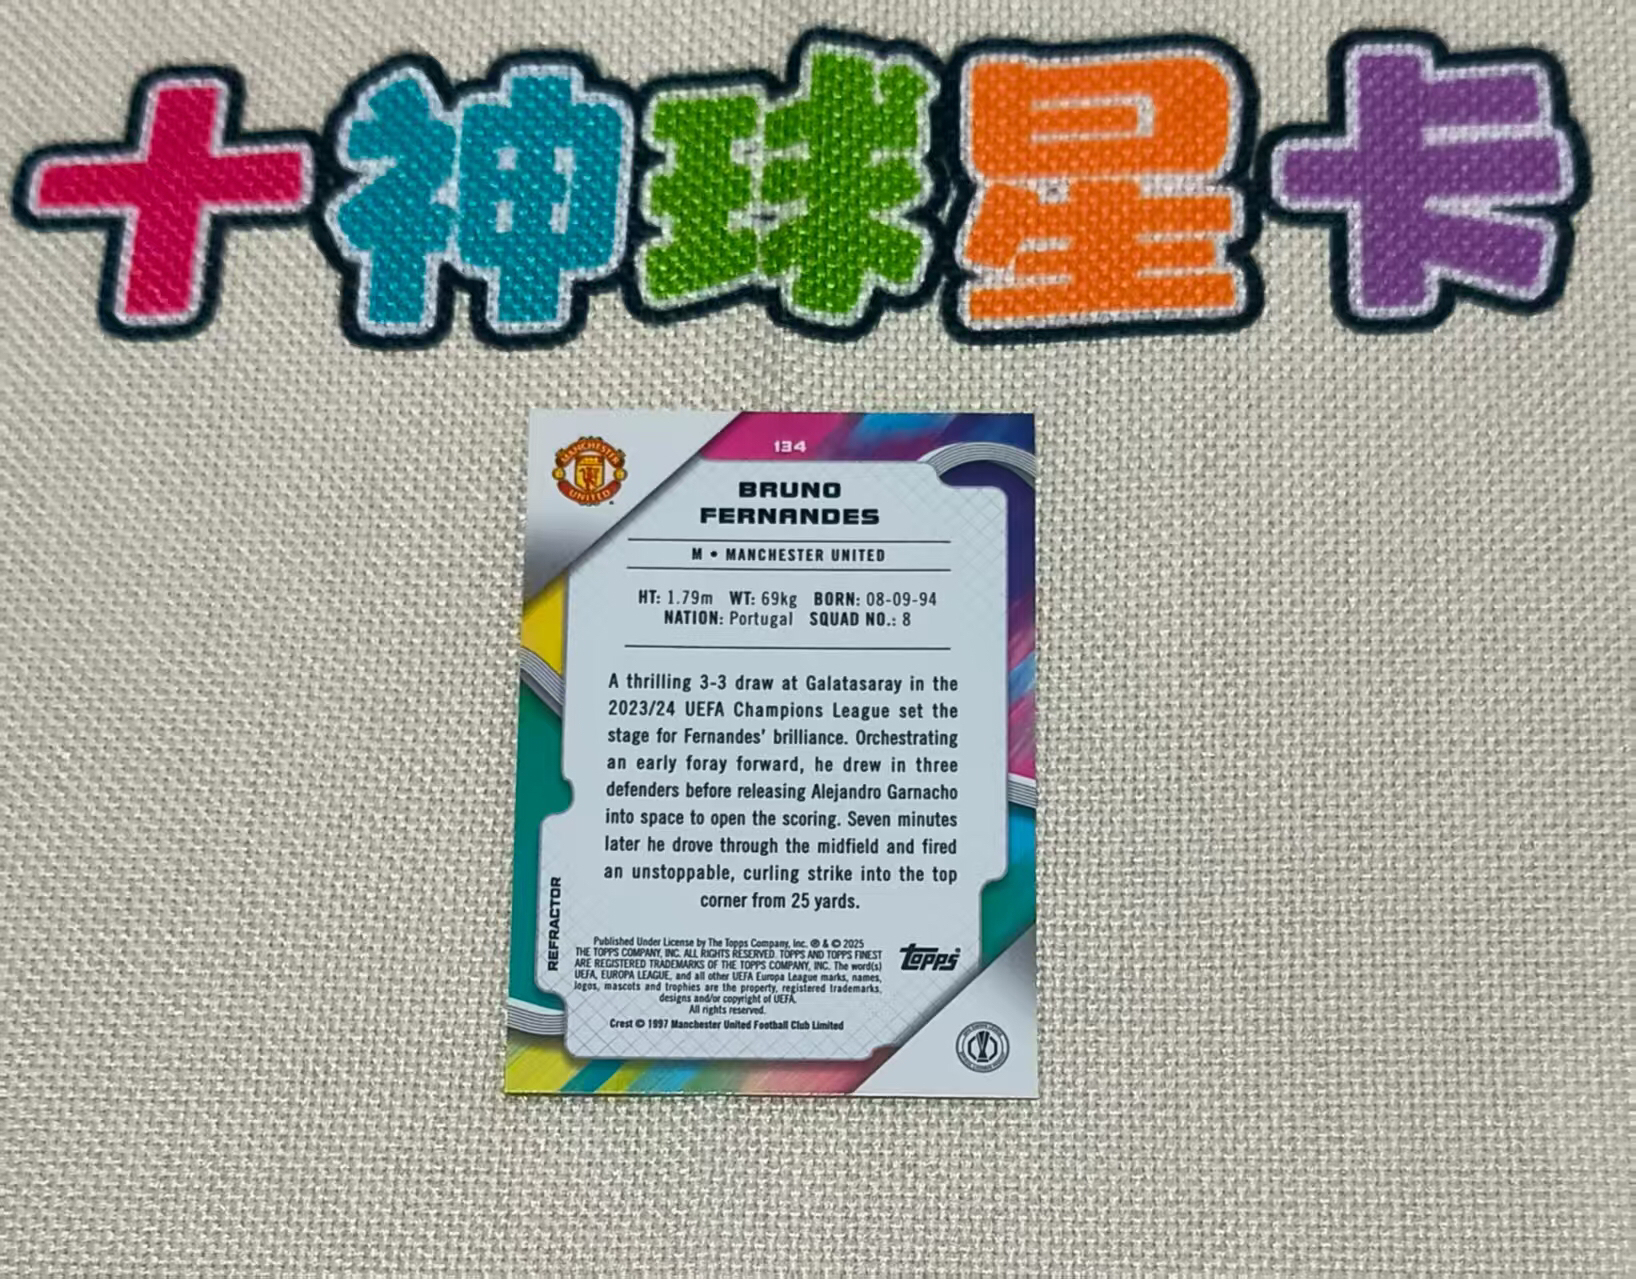 十神球星卡
134
MANCHESTER
UNITED
BRUNO
FERNANDES
M • MANCHESTER UNITED
HT: 1.79m WT: 69kg BORN: 08-09-94
NATION: Portugal SQUAD NO.: 8
A thrilling 3-3 draw at Galatasaray in the
2023/24 UEFA Champions League set the
stage for Fernandes' brilliance. Orchestrating
an early foray forward, he drew in three
defenders before releasing Alejandro Garnacho
into space to open the scoring. Seven minutes
later he drove through the midfield and fired
an unstoppable, curling strike into the top
corner from 25 yards.
REFRACTOR
Published Under License by The Topps Company, Inc. ® & © 2025
THE TOPPS COMPANY, INC. ALL RIGHTS RESERVED. TOPPS AND TOPPS FINEST
ARE REGISTERED TRADEMARKS OF THE TOPPS COMPANY, INC. The word(s)
UEFA, EUROPA LEAGUE, and all other UEFA Europa League marks, names,
logos, mascots and trophies are the property, registered trademarks,
designs and/or copyright of UEFA.
All rights reserved.
Crest © 1997 Manchester United Football Club Limited
topps